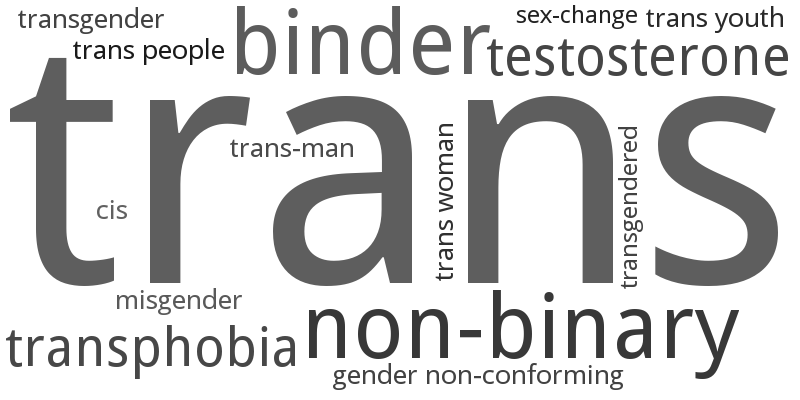 transgender
trans people
binder
sex-change
trans youth
testosterone
trans
trans-man
trans woman
transgendered
cis
misgender
transphobia
non-binary
gender non-conforming